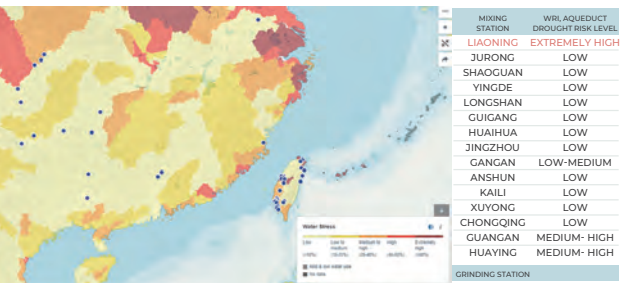 MIXING STATION WRI, AQUEDUCT DROUGHT RISK LEVEL
LIAONING EXTREMELY HIGH
JURONG LOW
SHAOGUAN LOW
YINGDE LOW
LONGSHAN LOW
GUIGANG LOW
HUAIHUA LOW
JINGZHOU LOW
GANGAN LOW-MEDIUM
ANSHUN LOW
KAILI LOW
XUYONG LOW
CHONGQING LOW
GUANGAN MEDIUM- HIGH
HUAYING MEDIUM- HIGH
GRINDING STATION
Water Stress
Low Low to medium Medium to high High Extremely high